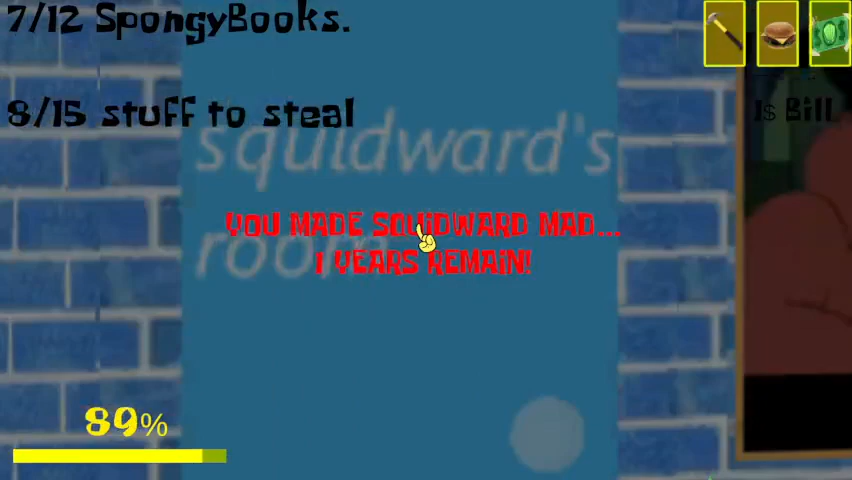 7/12 SpongyBooks.
8/15 stuff to steal
1$ Bill
squidward's
room
YOU MADE SQUIDWARD MAD...
1 YEARS REMAIN!
89%